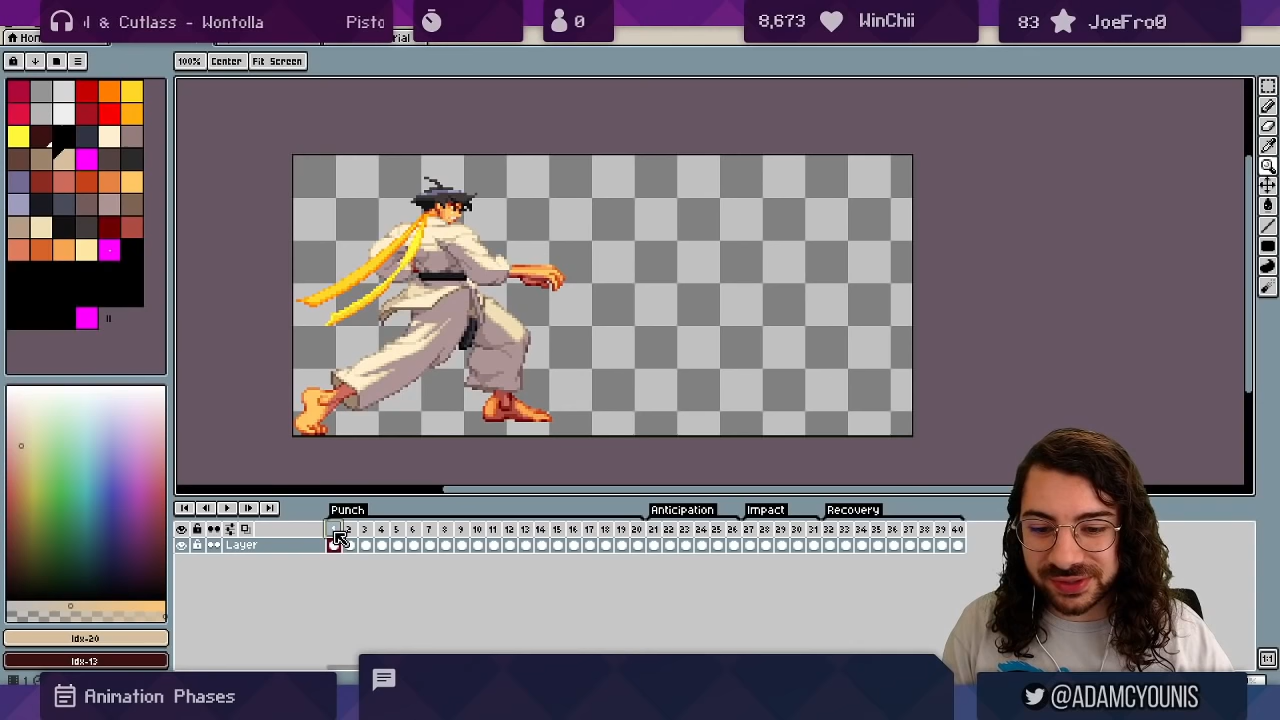 l & Cutlass - Wontolla Pisto
0
8,673 WinChii
83 JoeFro0
Hom
rial
100% Center Fit Screen
Punch Anticipation Impact Recovery
2 3 4 5 6 7 8 9 10 11 12 13 14 15 16 17 18 19 20 21 22 23 24 25 26 27 28 29 30 31 32 33 34 35 36 37 38 39 40
Layer
Idx-20
Idx-13
1:1
Animation Phases
@ADAMCYOUNIS